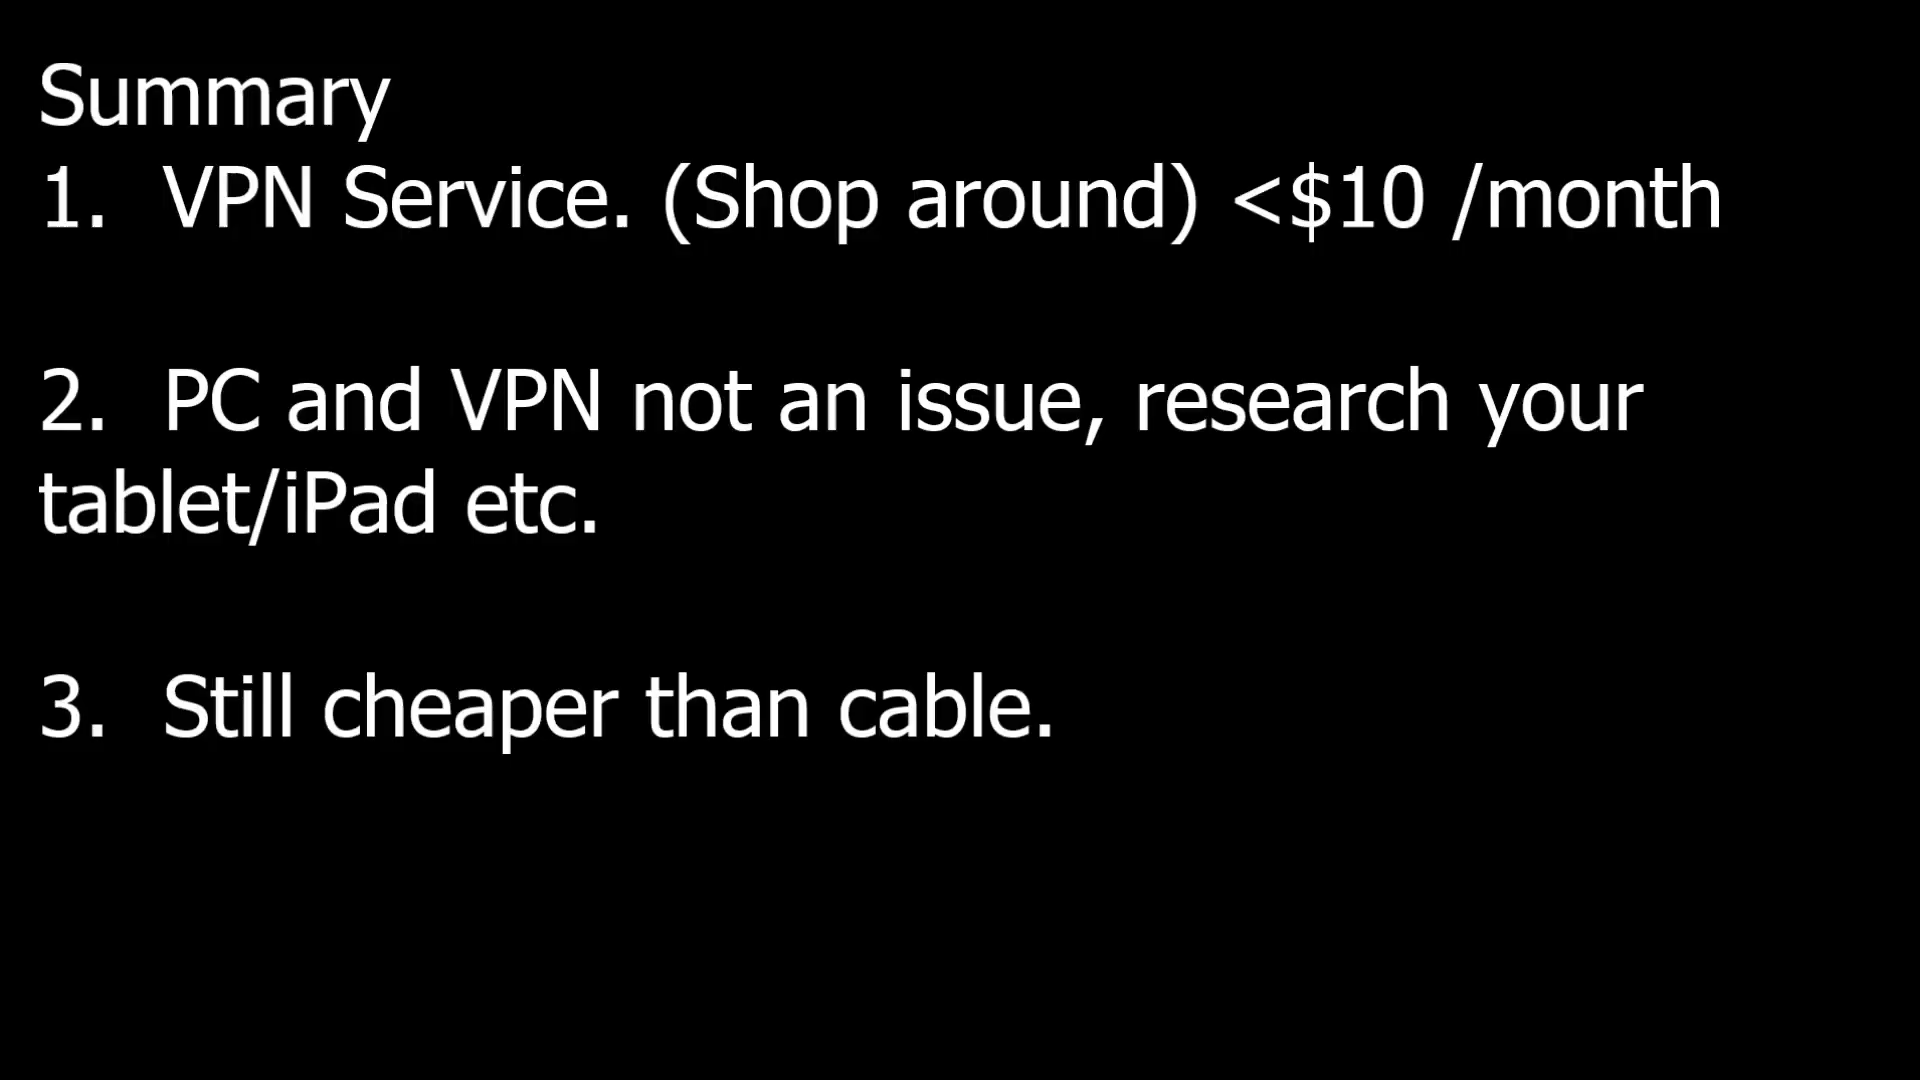 Summary
1. VPN Service. (Shop around) <$10 /month
2. PC and VPN not an issue, research your
tablet/iPad etc.
3. Still cheaper than cable.